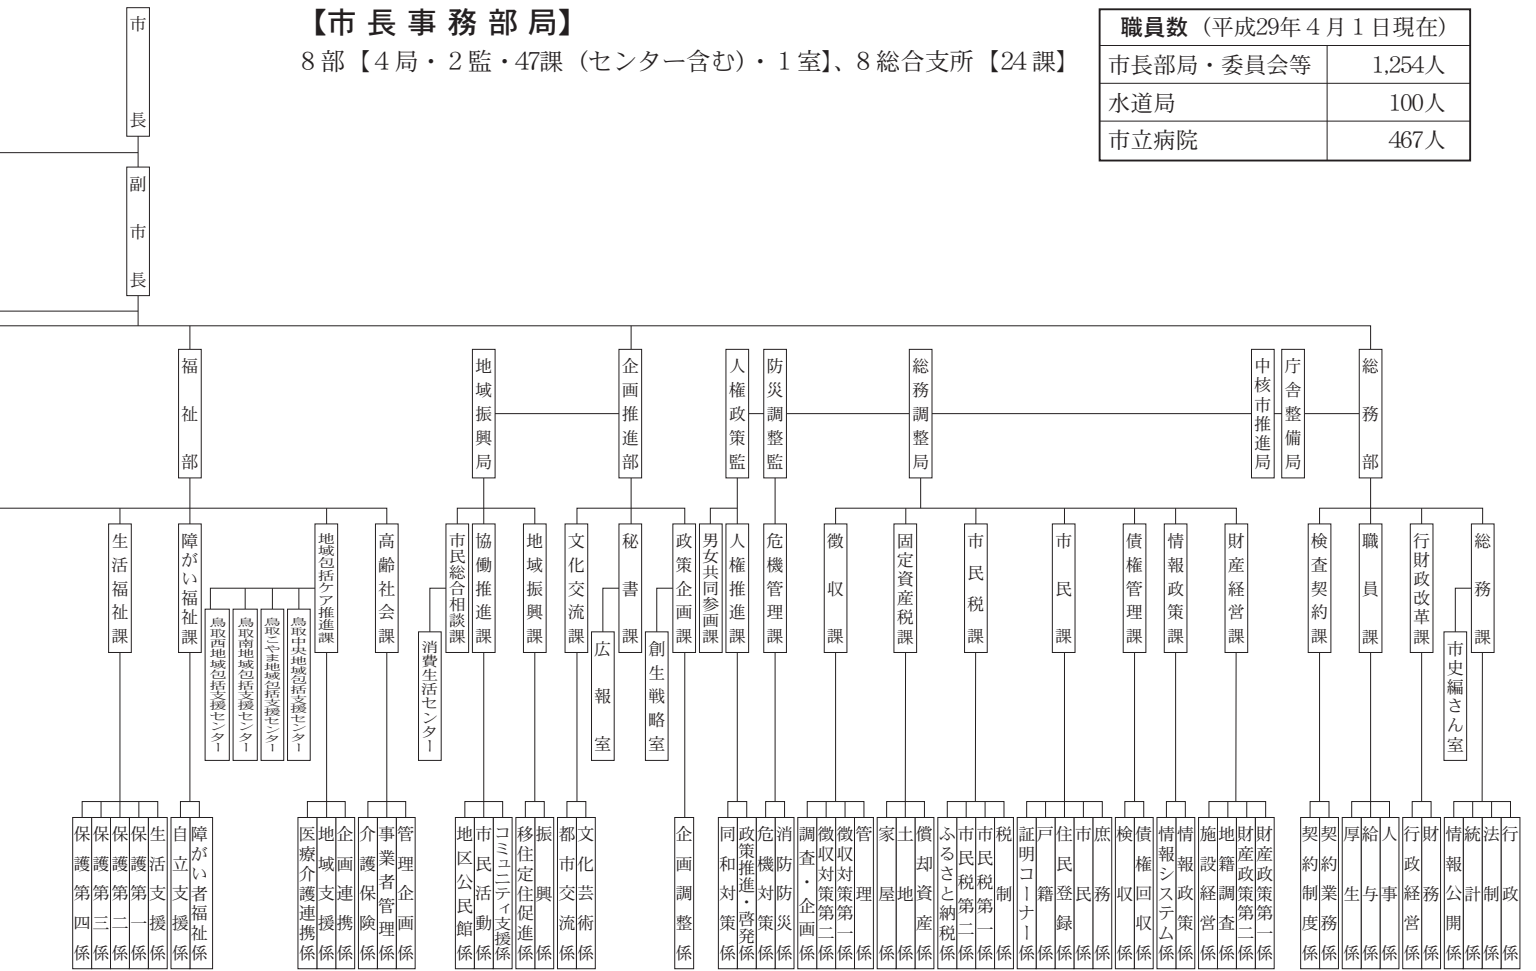 【市長事務部局】
8部【4局・2監・47課（センター含む）・1室】、8総合支所【24課】
職員数（平成29年4月1日現在）
市長部局・委員会等 1,254人
水道局 100人
市立病院 467人
市長
副市長
総務部
庁舎整備局
中核市推進局
総務調整局
防災調整監
人権政策監
企画推進部
地域振興局
福祉部
総務課
市史編さん室
行財政改革課
職員課
検査契約課
財産経営課
情報政策課
債権管理課
市民課
市民税課
固定資産税課
徴収課
危機管理課
人権推進課
男女共同参画課
政策企画課
創生戦略室
秘書課
広報室
文化交流課
地域振興課
協働推進課
市民総合相談課
消費生活センター
高齢社会課
地域包括ケア推進課
鳥取中央地域包括支援センター
鳥取こやま地域包括支援センター
鳥取南地域包括支援センター
鳥取西地域包括支援センター
障がい福祉課
生活福祉課
行政係
法制係
統計係
情報公開係
財務係
行政経営係
人事係
給与係
厚生係
契約業務係
契約制度係
財産政策第一係
財産政策第二係
地籍調査係
施設経営係
情報政策係
情報システム係
債権回収係
検収係
庶務係
市民係
住民登録係
戸籍係
証明コーナー係
税制係
市民税第一係
市民税第二係
ふるさと納税係
償却資産係
土地係
家屋係
管理係
徴収対策第一係
徴収対策第二係
調査・企画係
消防防災係
危機対策係
政策推進・啓発係
同和対策係
企画調整係
文化芸術係
都市交流係
振興係
移住定住促進係
コミュニティ支援係
市民活動係
地区公民館係
管理企画係
事業者管理係
介護保険係
企画連携係
地域支援係
医療介護連携係
障がい者福祉係
自立支援係
生活支援係
保護第一係
保護第二係
保護第三係
保護第四係